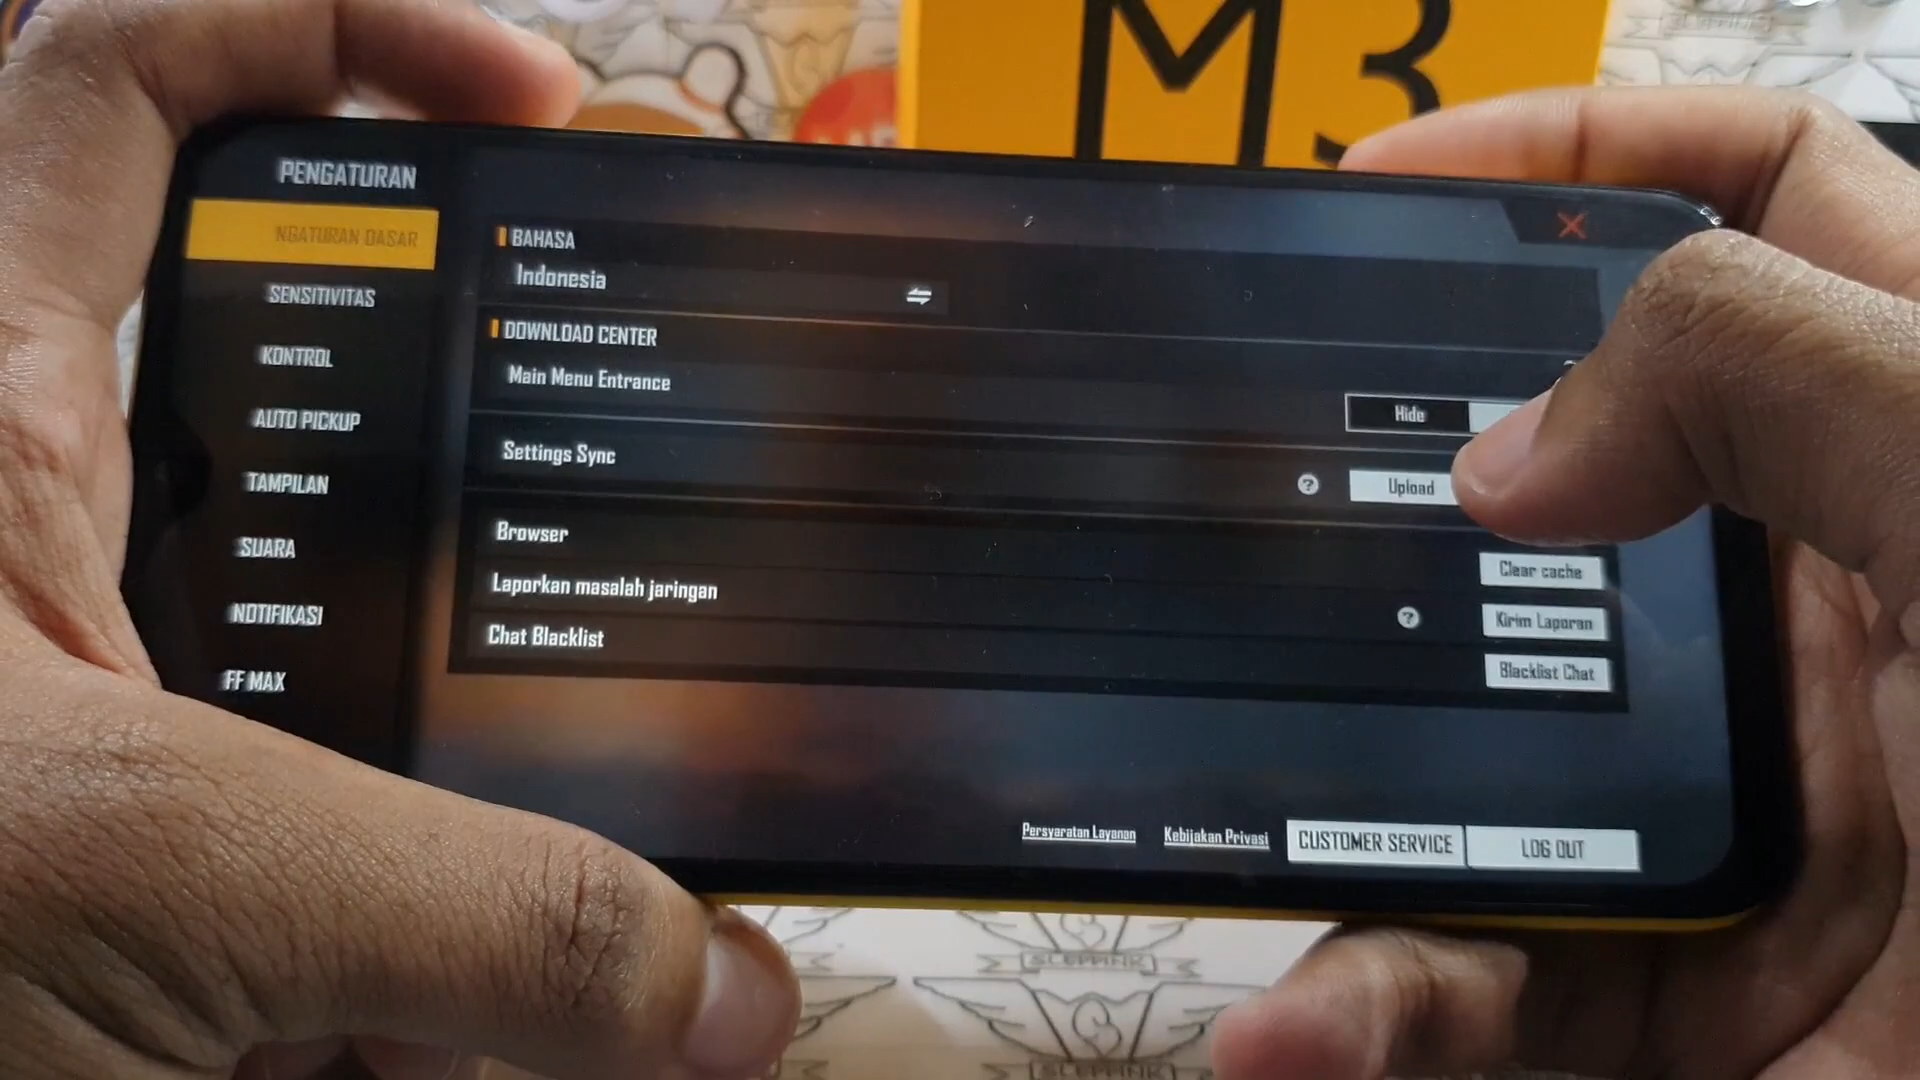 M3
PENGATURAN
NGATURAN DASAR
SENSITIVITAS
KONTROL
AUTO PICKUP
TAMPILAN
SUARA
NOTIFIKASI
FF MAX
BAHASA
Indonesia
DOWNLOAD CENTER
Main Menu Entrance
Hide
Settings Sync
? Upload
Browser
Clear cache
Laporkan masalah jaringan
? Kirim Laporan
Chat Blacklist
Blacklist Chat
Persyaratan Layanan
Kebijakan Privasi
CUSTOMER SERVICE
LOG OUT